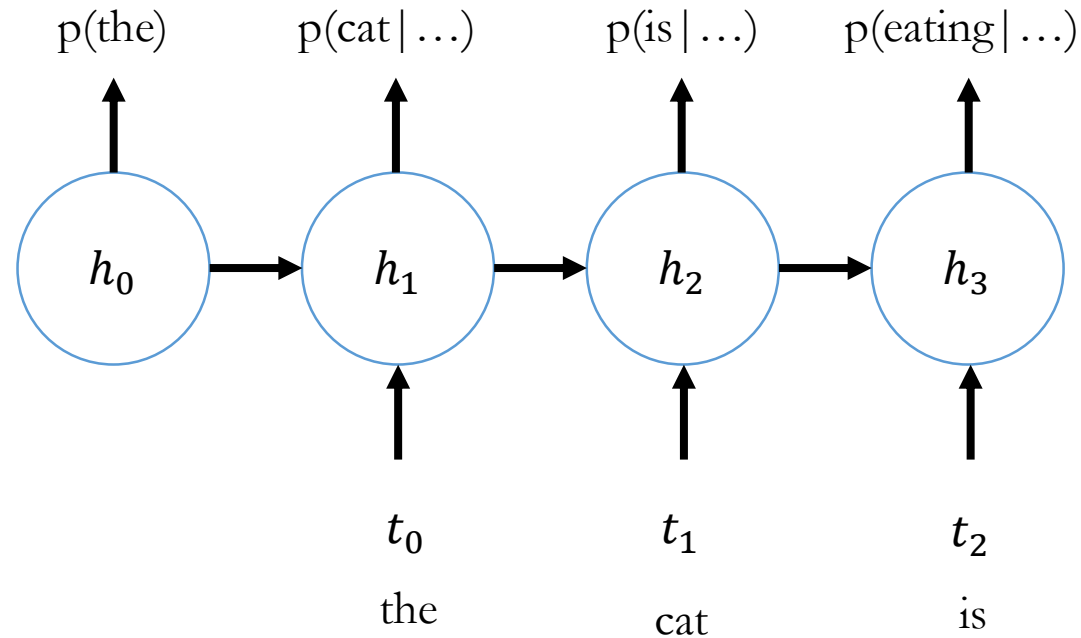 p(the) p(cat | …) p(is | …) p(eating | …)
h₀ h₁ h₂ h₃
t₀ t₁ t₂
the cat is